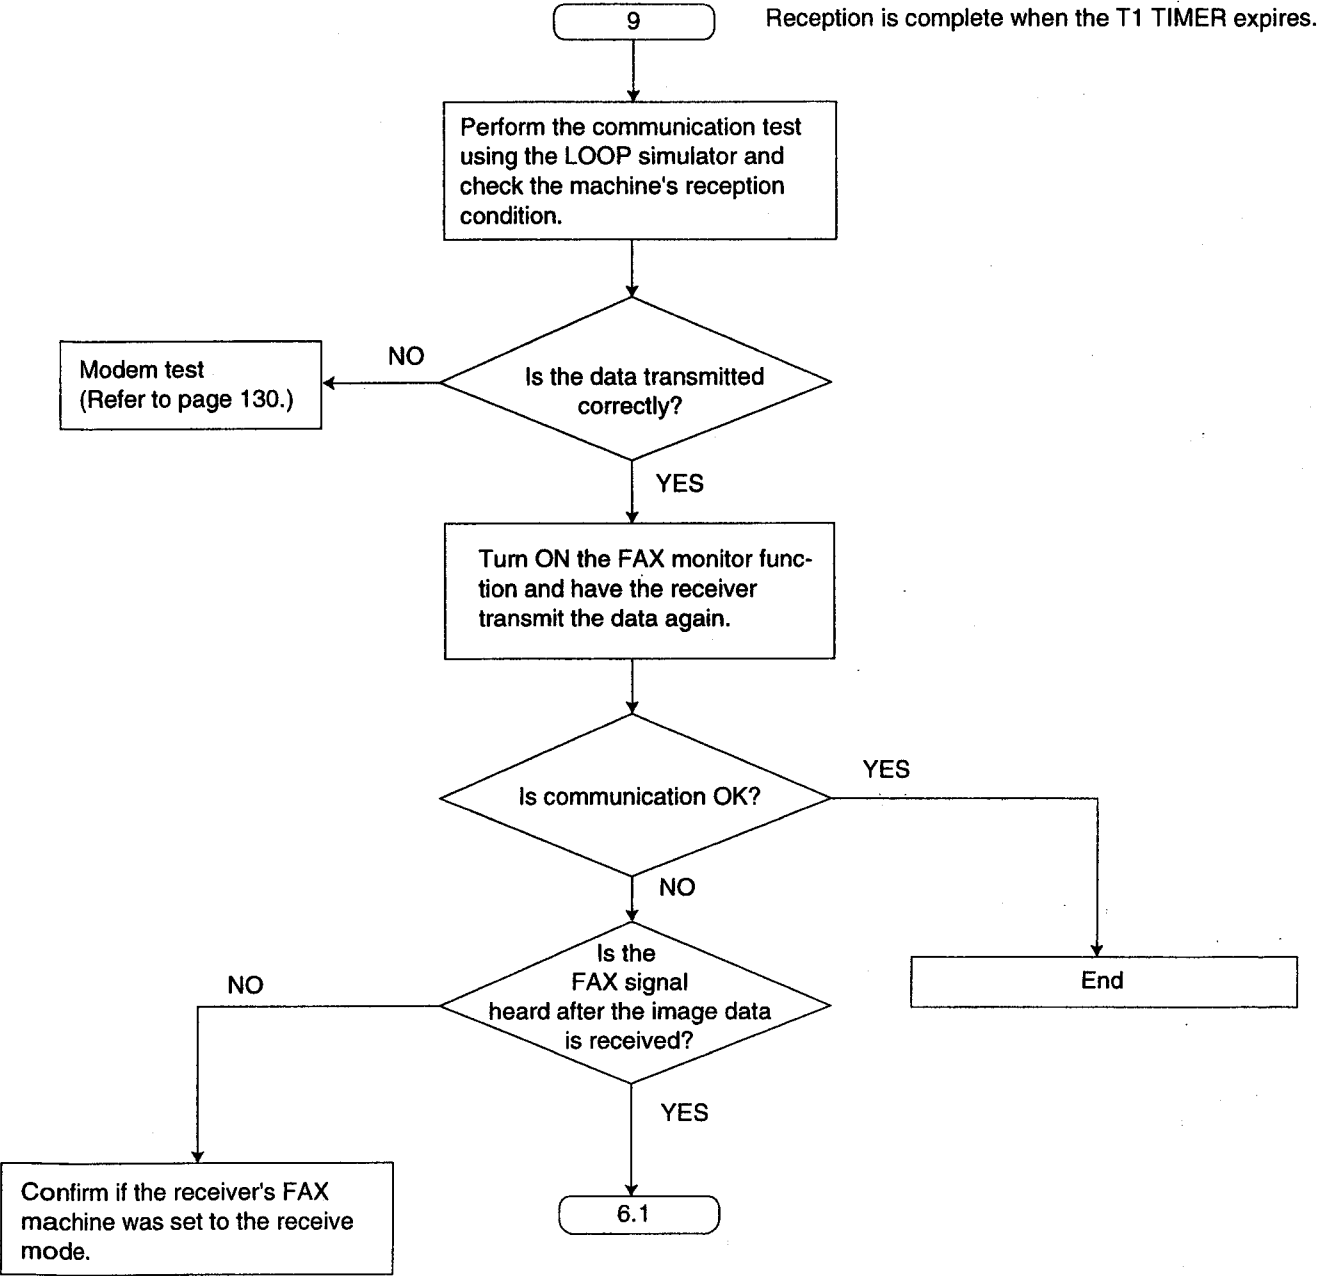 9
Reception is complete when the T1 TIMER expires.
Perform the communication test
using the LOOP simulator and
check the machine's reception
condition.
NO
Modem test
(Refer to page 130.)
Is the data transmitted
correctly?
YES
Turn ON the FAX monitor func-
tion and have the receiver
transmit the data again.
Is communication OK?
YES
NO
Is the
FAX signal
heard after the image data
is received?
NO
End
YES
Confirm if the receiver's FAX
machine was set to the receive
mode.
6.1